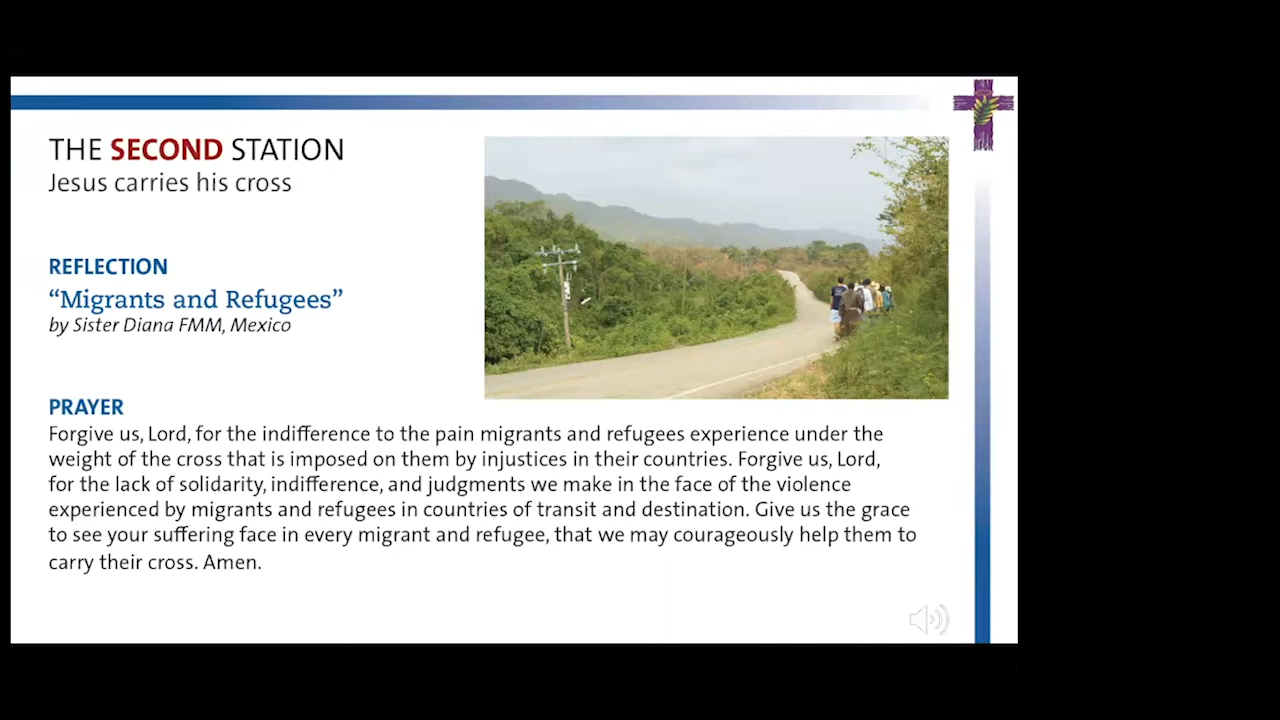 THE SECOND STATION
Jesus carries his cross
REFLECTION
“Migrants and Refugees”
by Sister Diana FMM, Mexico
PRAYER
Forgive us, Lord, for the indifference to the pain migrants and refugees experience under the
weight of the cross that is imposed on them by injustices in their countries. Forgive us, Lord,
for the lack of solidarity, indifference, and judgments we make in the face of the violence
experienced by migrants and refugees in countries of transit and destination. Give us the grace
to see your suffering face in every migrant and refugee, that we may courageously help them to
carry their cross. Amen.